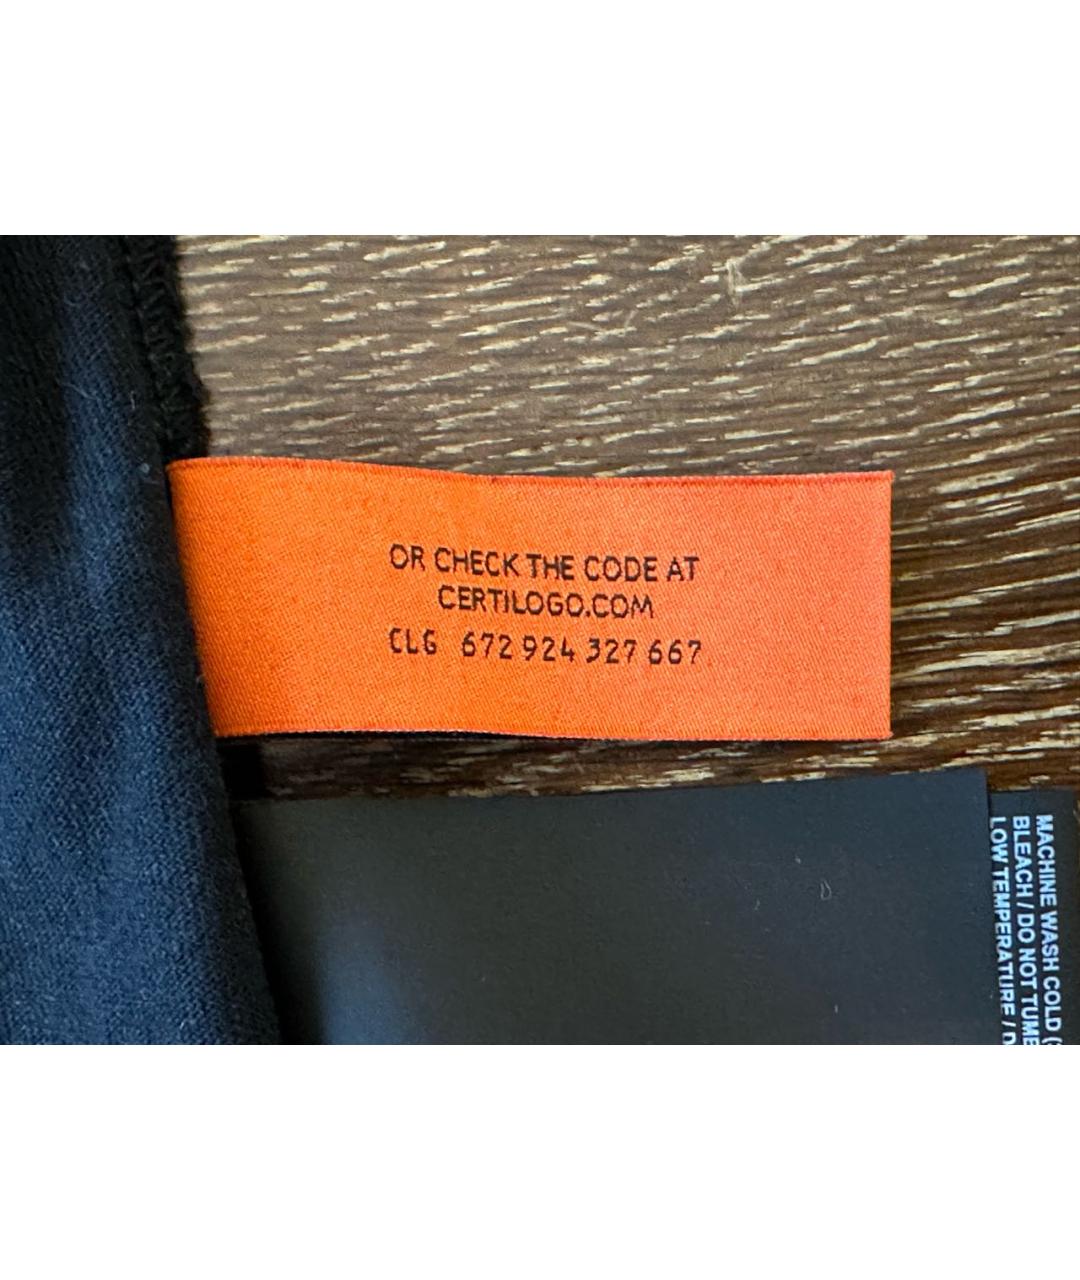 OR CHECK THE CODE AT
CERTILOGO.COM
CLG 672 924 327 667
MACHINE WASH COLD
BLEACH / DO NOT
LOW TEMPERATURE /